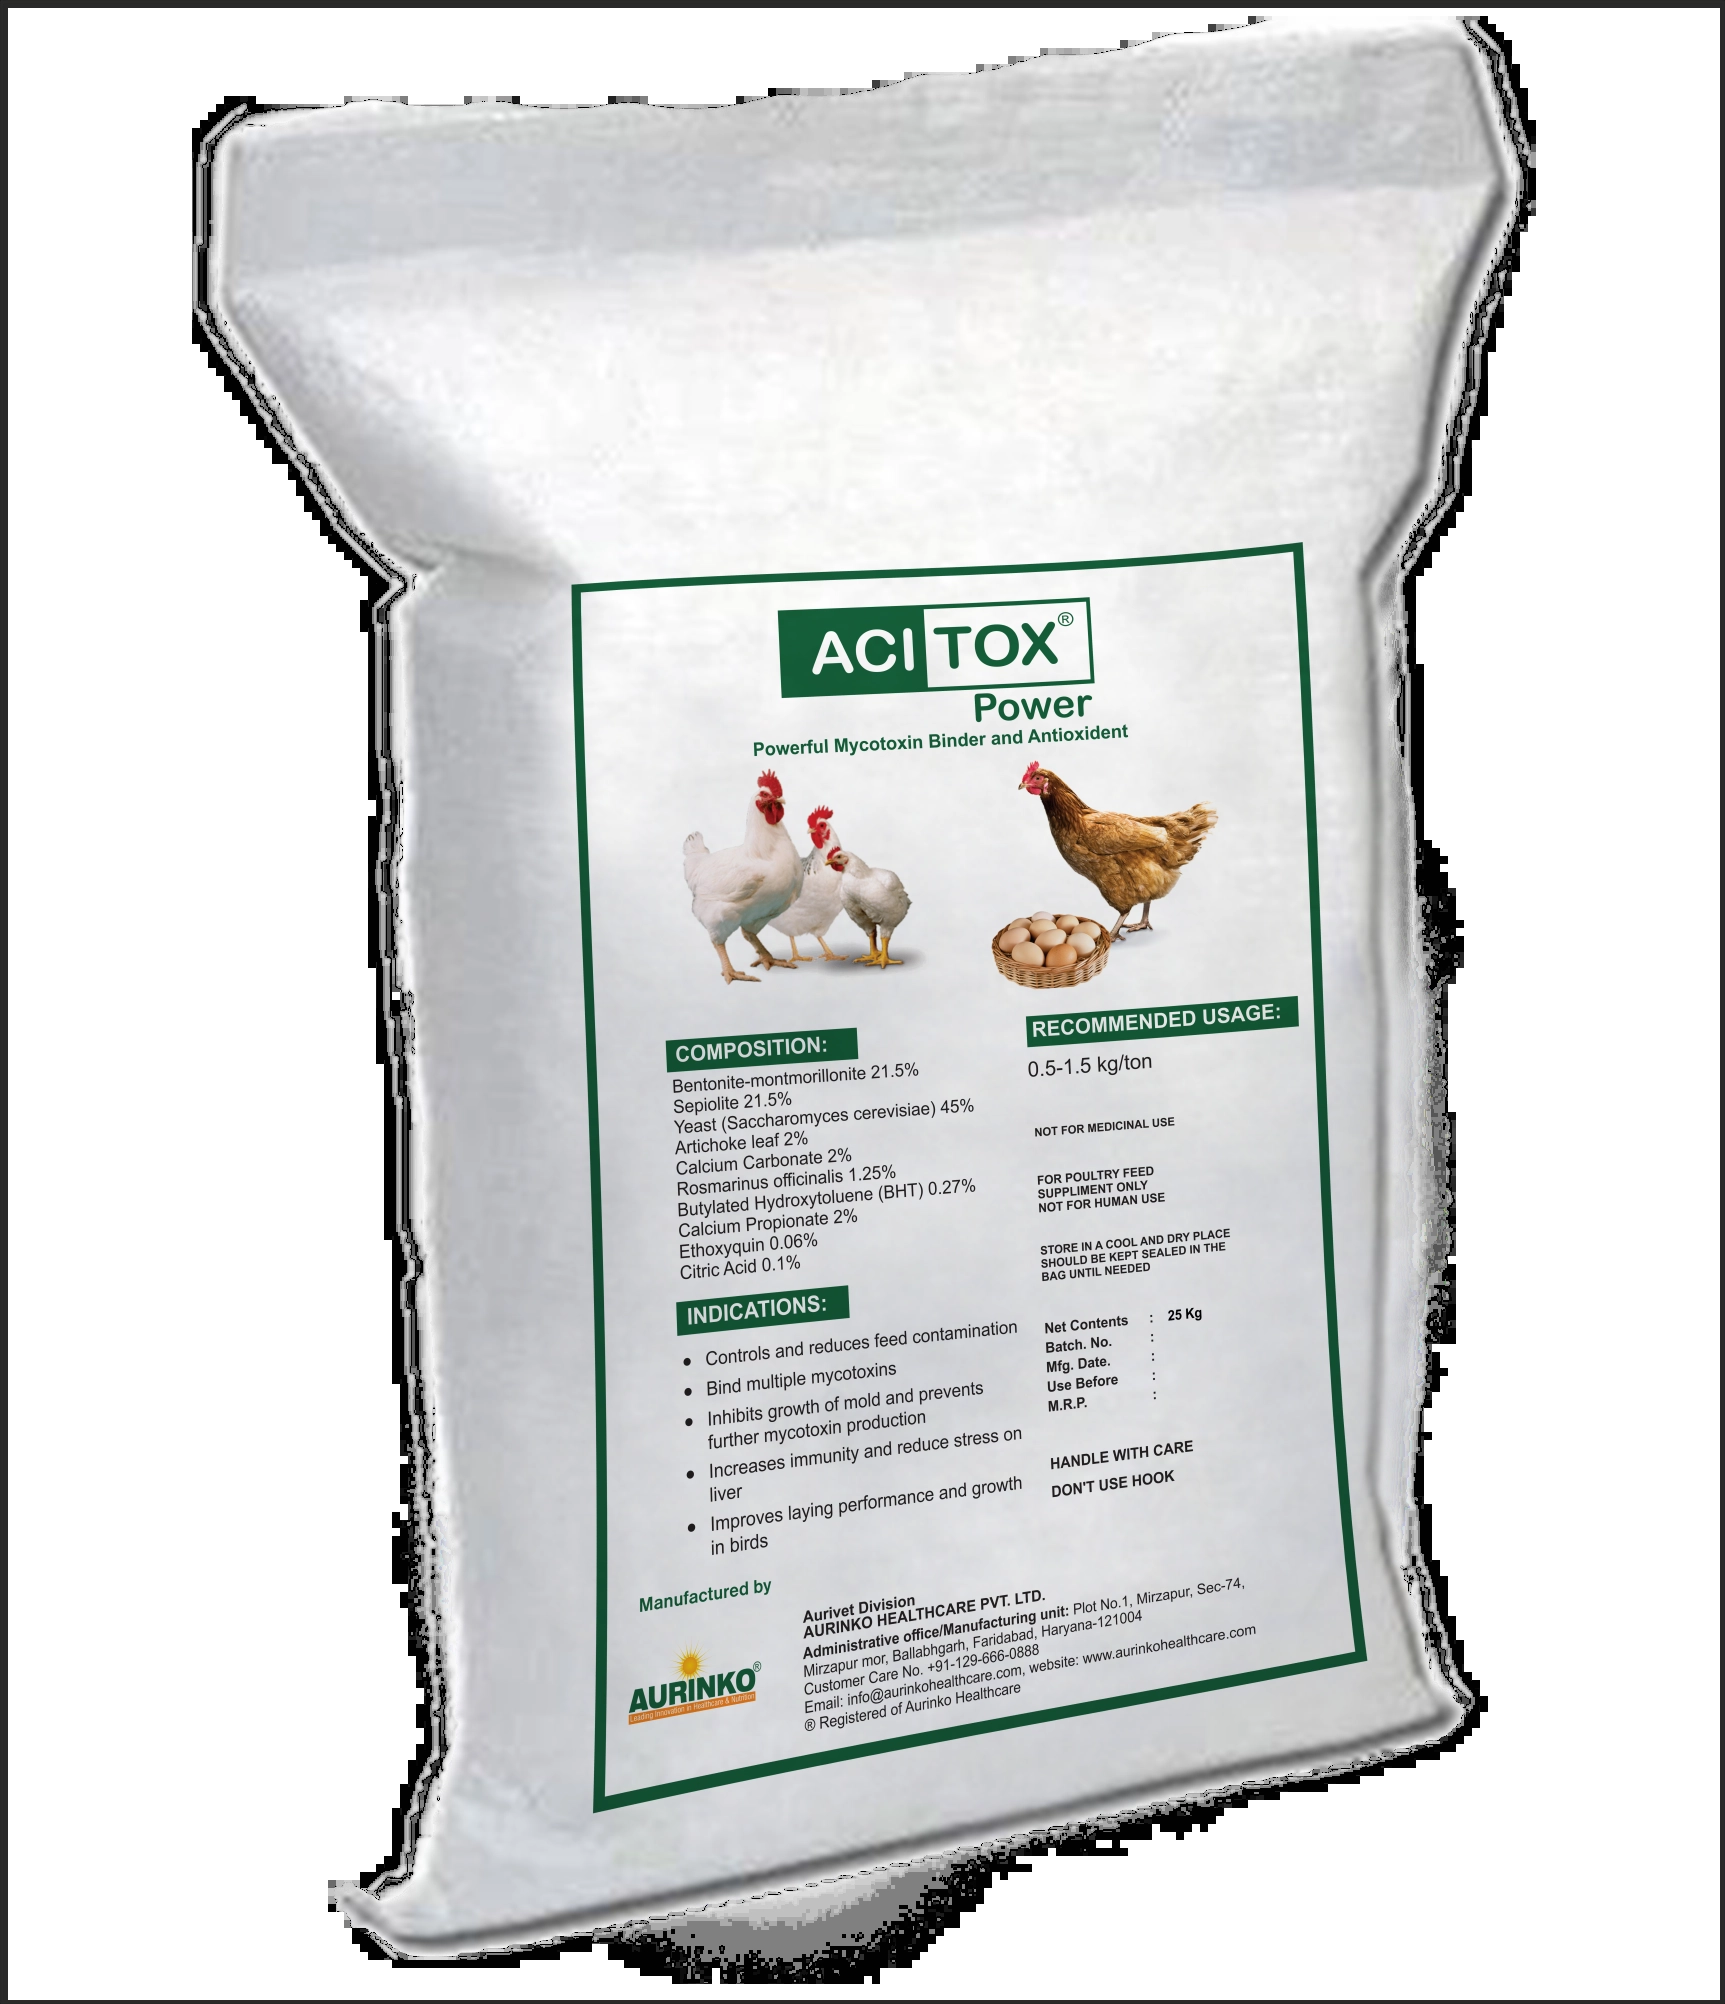 ACI TOX®
Power
Powerful Mycotoxin Binder and Antioxident
COMPOSITION:
Bentonite-montmorillonite 21.5%
Sepiolite 21.5%
Yeast (Saccharomyces cerevisiae) 45%
Artichoke leaf 2%
Calcium Carbonate 2%
Rosmarinus officinalis 1.25%
Butylated Hydroxytoluene (BHT) 0.27%
Calcium Propionate 2%
Ethoxyquin 0.06%
Citric Acid 0.1%
INDICATIONS:
• Controls and reduces feed contamination
• Bind multiple mycotoxins
• Inhibits growth of mold and prevents
further mycotoxin production
• Increases immunity and reduce stress on
liver
• Improves laying performance and growth
in birds
RECOMMENDED USAGE:
0.5-1.5 kg/ton
NOT FOR MEDICINAL USE
FOR POULTRY FEED
SUPPLIMENT ONLY
NOT FOR HUMAN USE
STORE IN A COOL AND DRY PLACE
SHOULD BE KEPT SEALED IN THE
BAG UNTIL NEEDED
Net Contents : 25 Kg
Batch. No. :
Mfg. Date. :
Use Before :
M.R.P. :
HANDLE WITH CARE
DON'T USE HOOK
Manufactured by
AURINKO®
Leading Innovation in Healthcare & Nutrition
Aurivet Division
AURINKO HEALTHCARE PVT. LTD.
Administrative office/Manufacturing unit: Plot No.1, Mirzapur, Sec-74,
Mirzapur mor, Ballabhgarh, Faridabad, Haryana-121004
Customer Care No. +91-129-666-0888
Email: info@aurinkohealthcare.com, website: www.aurinkohealthcare.com
® Registered of Aurinko Healthcare